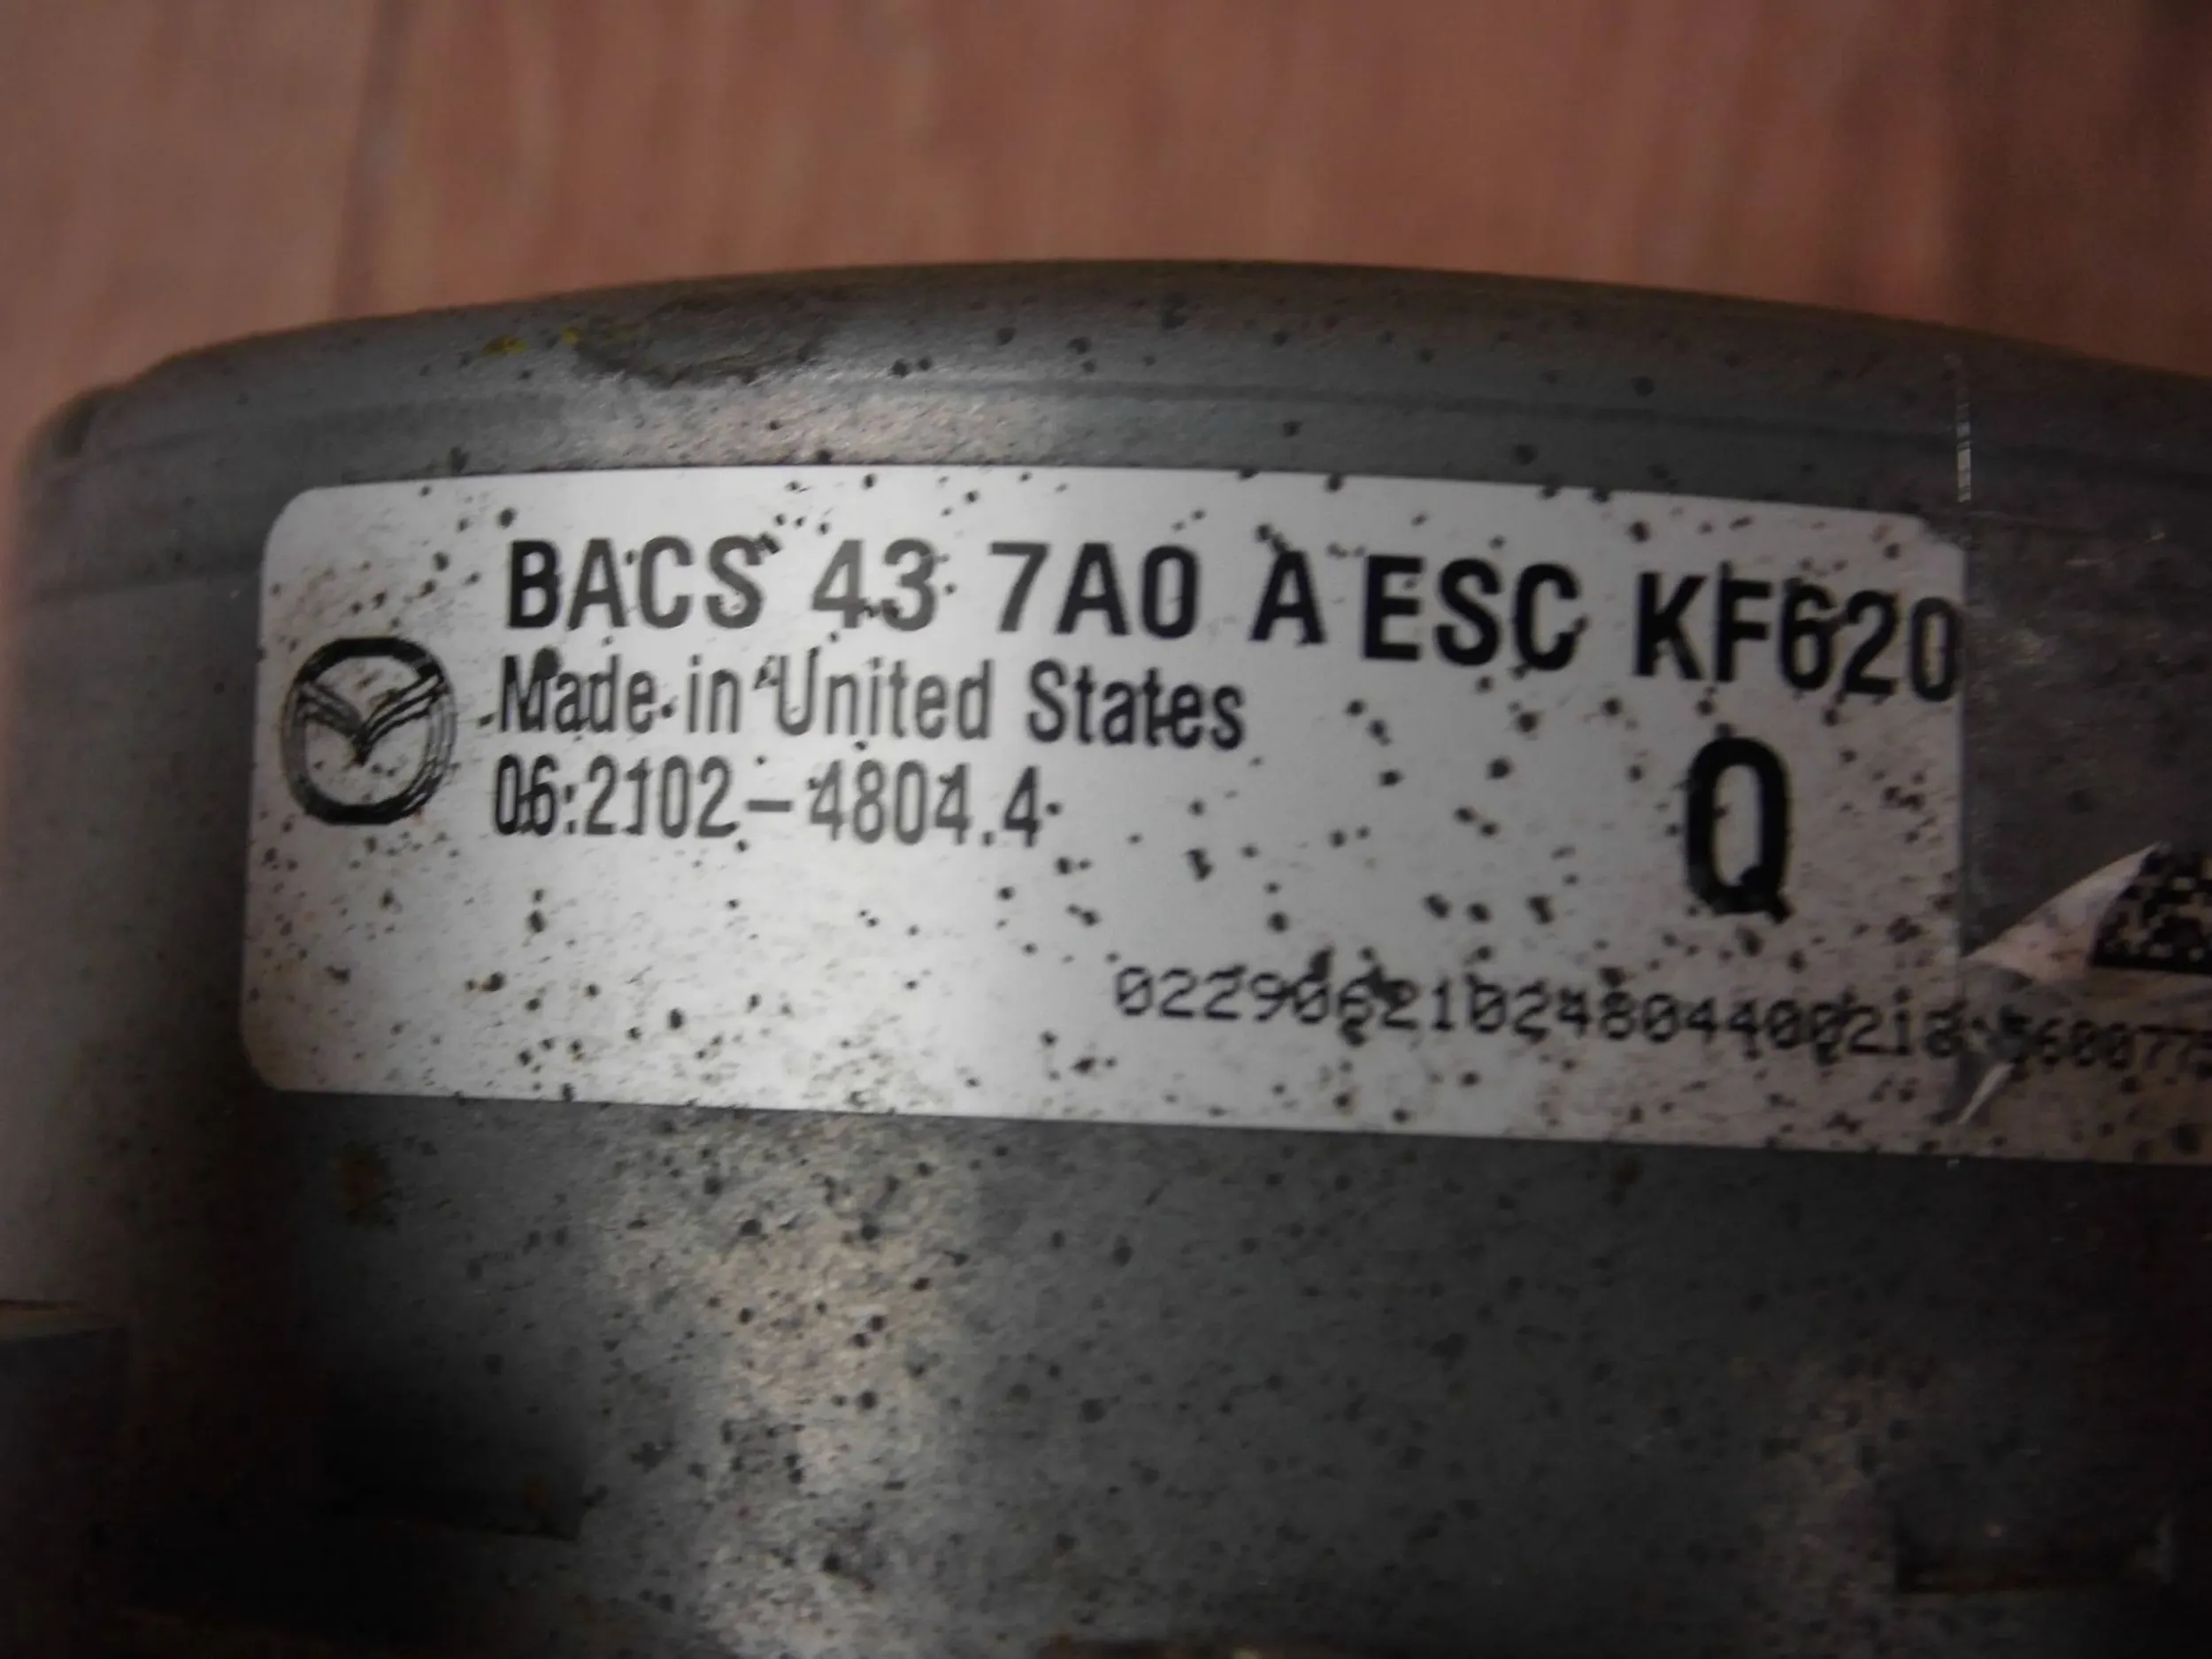 BACS 43 7A0 A ESC KF620
Made in United States
06.2102-4804.4
Q